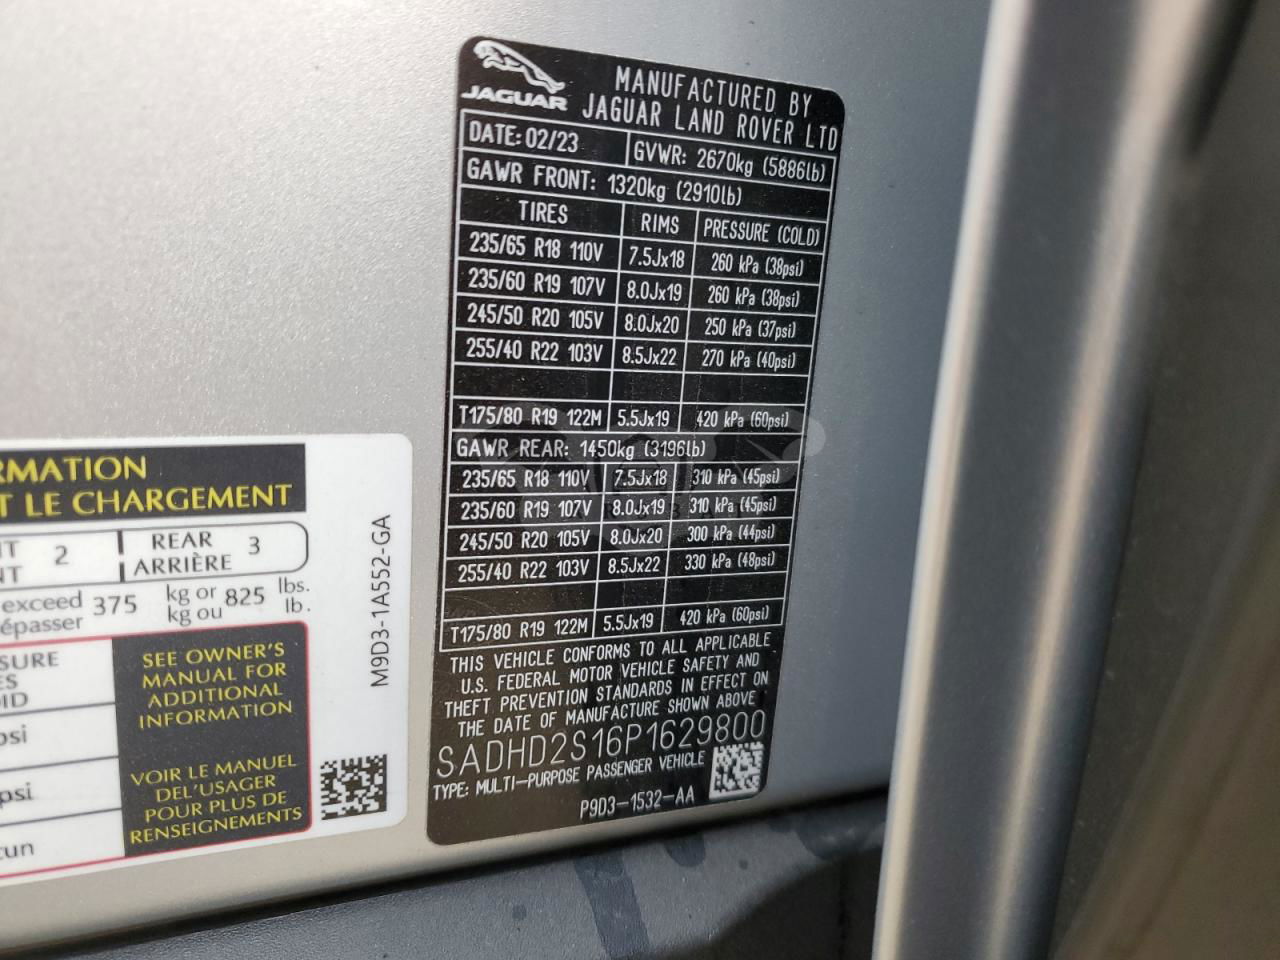 JAGUAR
MANUFACTURED BY
JAGUAR LAND ROVER LTD
DATE: 02/23 GVWR: 2670kg (5886lb)
GAWR FRONT: 1320kg (2910lb)
TIRES RIMS PRESSURE (COLD)
235/65 R18 110V 7.5Jx18 260 kPa (38psi)
235/60 R19 107V 8.0Jx19 260 kPa (38psi)
245/50 R20 105V 8.0Jx20 250 kPa (37psi)
255/40 R22 103V 8.5Jx22 270 kPa (40psi)
T175/80 R19 122M 5.5Jx19 420 kPa (60psi)
GAWR REAR: 1450kg (3196lb)
235/65 R18 110V 7.5Jx18 310 kPa (45psi)
235/60 R19 107V 8.0Jx19 310 kPa (45psi)
245/50 R20 105V 8.0Jx20 300 kPa (44psi)
255/40 R22 103V 8.5Jx22 330 kPa (48psi)
T175/80 R19 122M 5.5Jx19 420 kPa (60psi)
THIS VEHICLE CONFORMS TO ALL APPLICABLE
U.S. FEDERAL MOTOR VEHICLE SAFETY AND
THEFT PREVENTION STANDARDS IN EFFECT ON
THE DATE OF MANUFACTURE SHOWN ABOVE
SADHD2S16P1629800
TYPE: MULTI-PURPOSE PASSENGER VEHICLE
P9D3-1532-AA
RMATION
T LE CHARGEMENT
NT 2 REAR 3
NT ARRIÈRE
exceed 375 kg or 825 lbs.
épasser kg ou lb.
SURE
ES
ID
psi
psi
cun
SEE OWNER'S
MANUAL FOR
ADDITIONAL
INFORMATION
VOIR LE MANUEL
DEL'USAGER
POUR PLUS DE
RENSEIGNEMENTS
M9D3-1A552-GA